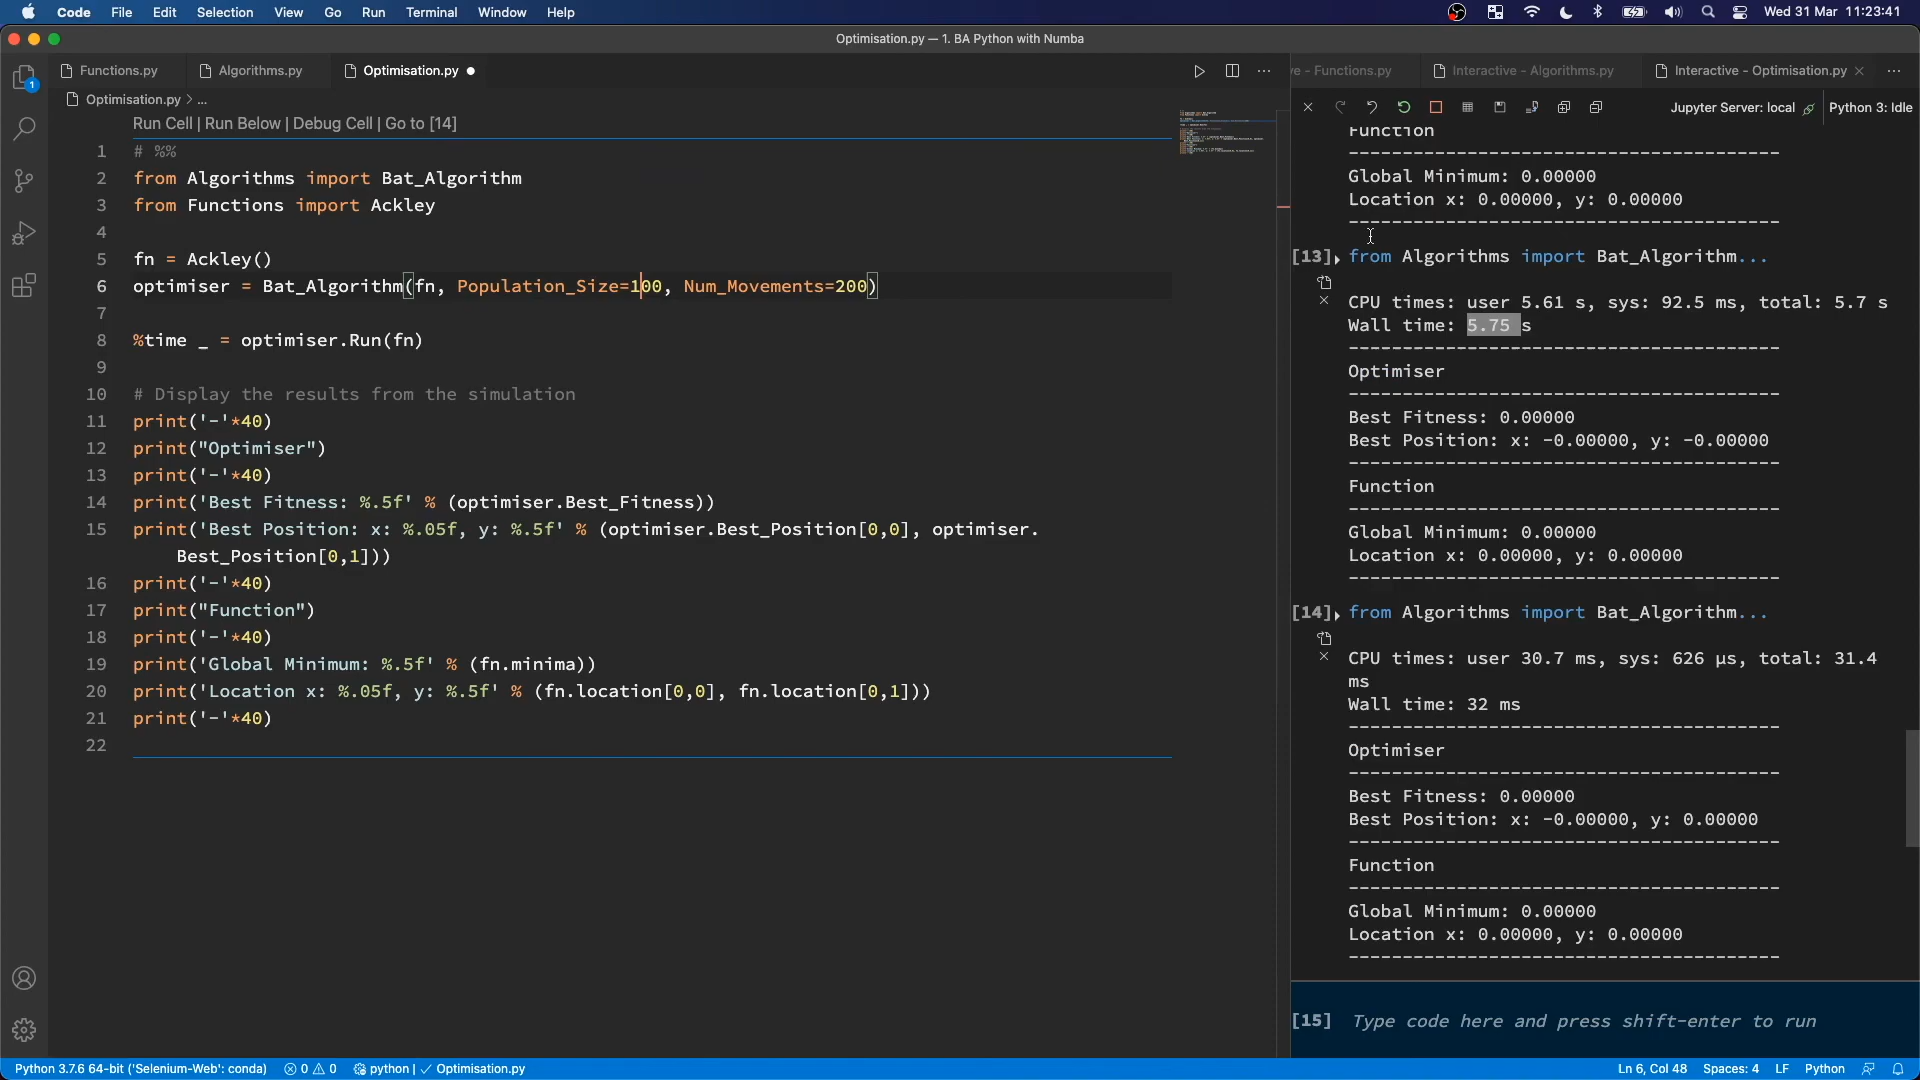 Code File Edit Selection View Go Run Terminal Window Help
Wed 31 Mar 11:23:41
Optimisation.py — 1. BA Python with Numba
Functions.py Algorithms.py Optimisation.py
Optimisation.py > ...
Run Cell | Run Below | Debug Cell | Go to [14]
1 # %%
2 from Algorithms import Bat_Algorithm
3 from Functions import Ackley
4
5 fn = Ackley()
6 optimiser = Bat_Algorithm(fn, Population_Size=100, Num_Movements=200)
7
8 %time _ = optimiser.Run(fn)
9
10 # Display the results from the simulation
11 print('-'*40)
12 print("Optimiser")
13 print('-'*40)
14 print('Best Fitness: %.5f' % (optimiser.Best_Fitness))
15 print('Best Position: x: %.05f, y: %.5f' % (optimiser.Best_Position[0,0], optimiser.
Best_Position[0,1]))
16 print('-'*40)
17 print("Function")
18 print('-'*40)
19 print('Global Minimum: %.5f' % (fn.minima))
20 print('Location x: %.05f, y: %.5f' % (fn.location[0,0], fn.location[0,1]))
21 print('-'*40)
22
ve - Functions.py Interactive - Algorithms.py Interactive - Optimisation.py
Jupyter Server: local Python 3: Idle
Function
----------------------------------------
Global Minimum: 0.00000
Location x: 0.00000, y: 0.00000
----------------------------------------
[13] from Algorithms import Bat_Algorithm...
CPU times: user 5.61 s, sys: 92.5 ms, total: 5.7 s
Wall time: 5.75 s
----------------------------------------
Optimiser
----------------------------------------
Best Fitness: 0.00000
Best Position: x: -0.00000, y: -0.00000
----------------------------------------
Function
----------------------------------------
Global Minimum: 0.00000
Location x: 0.00000, y: 0.00000
----------------------------------------
[14] from Algorithms import Bat_Algorithm...
CPU times: user 30.7 ms, sys: 626 µs, total: 31.4
ms
Wall time: 32 ms
----------------------------------------
Optimiser
----------------------------------------
Best Fitness: 0.00000
Best Position: x: -0.00000, y: 0.00000
----------------------------------------
Function
----------------------------------------
Global Minimum: 0.00000
Location x: 0.00000, y: 0.00000
----------------------------------------
[15] Type code here and press shift-enter to run
1
Python 3.7.6 64-bit ('Selenium-Web': conda) 0 0 python | ✓ Optimisation.py
Ln 6, Col 48 Spaces: 4 LF Python